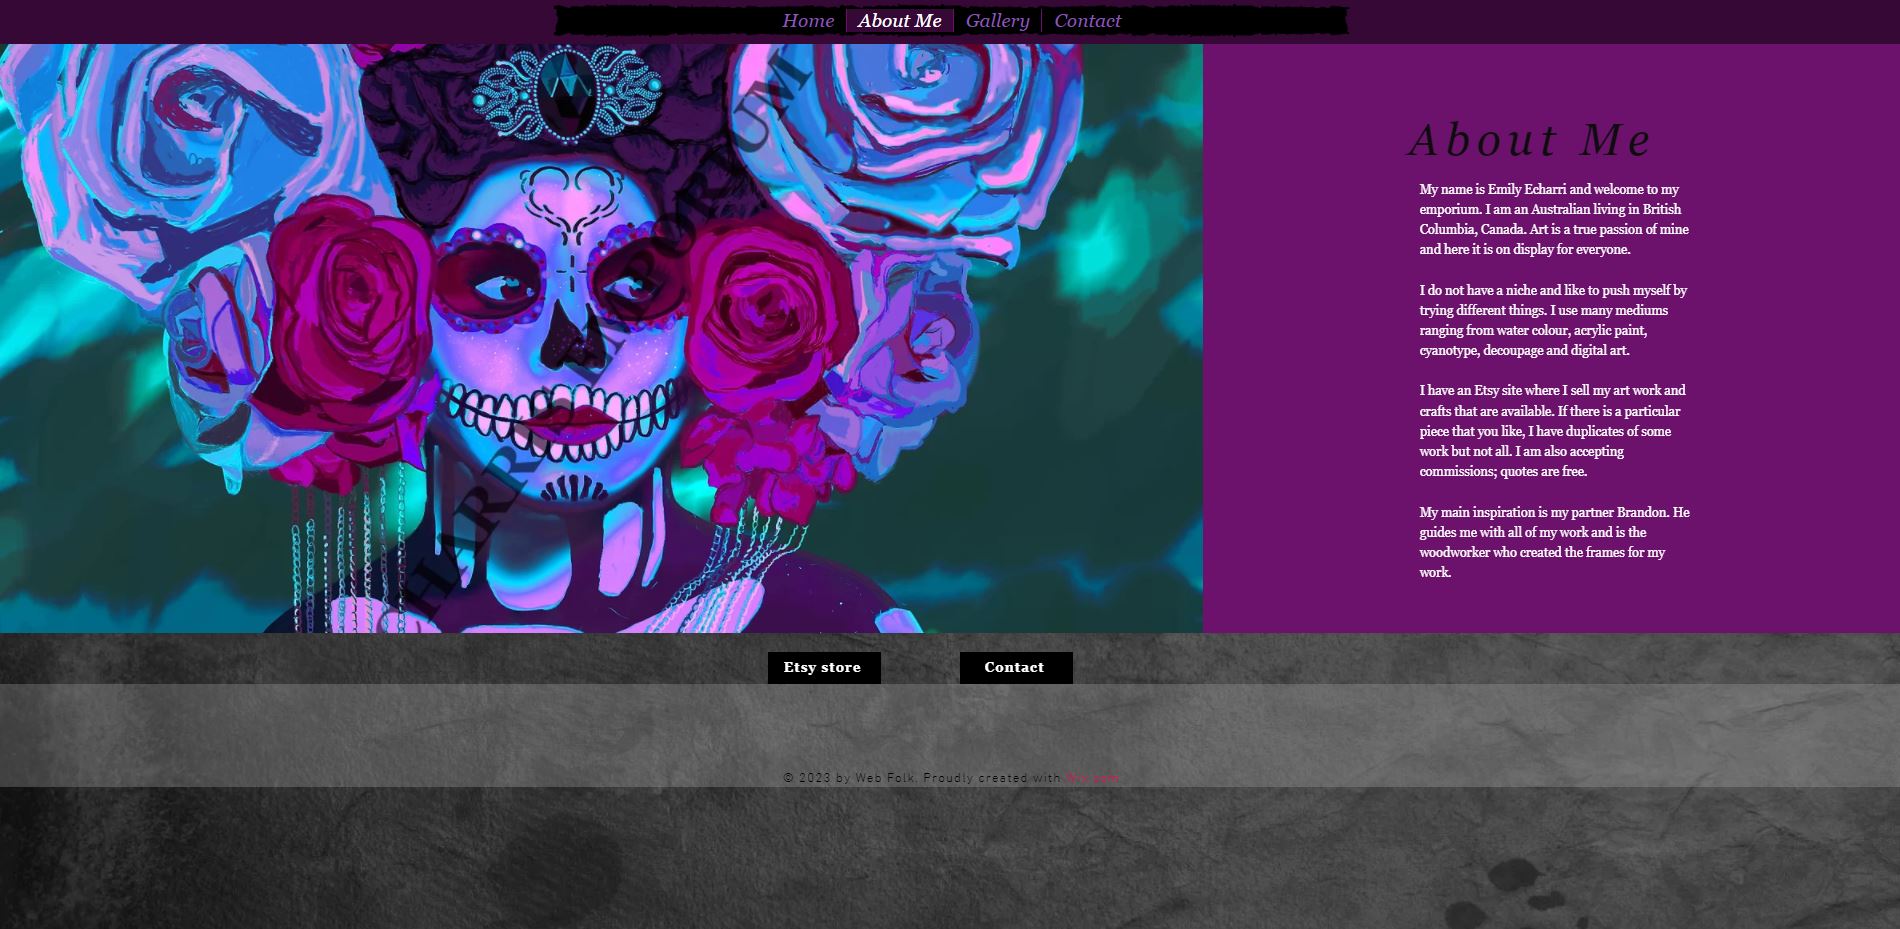 Home
About Me
Gallery
Contact
About Me
My name is Emily Echarri and welcome to my
emporium. I am an Australian living in British
Columbia, Canada. Art is a true passion of mine
and here it is on display for everyone.
I do not have a niche and like to push myself by
trying different things. I use many mediums
ranging from water colour, acrylic paint,
cyanotype, decoupage and digital art.
I have an Etsy site where I sell my art work and
crafts that are available. If there is a particular
piece that you like, I have duplicates of some
work but not all. I am also accepting
commissions; quotes are free.
My main inspiration is my partner Brandon. He
guides me with all of my work and is the
woodworker who created the frames for my
work.
Etsy store
Contact
© 2023 by Web Folk. Proudly created with